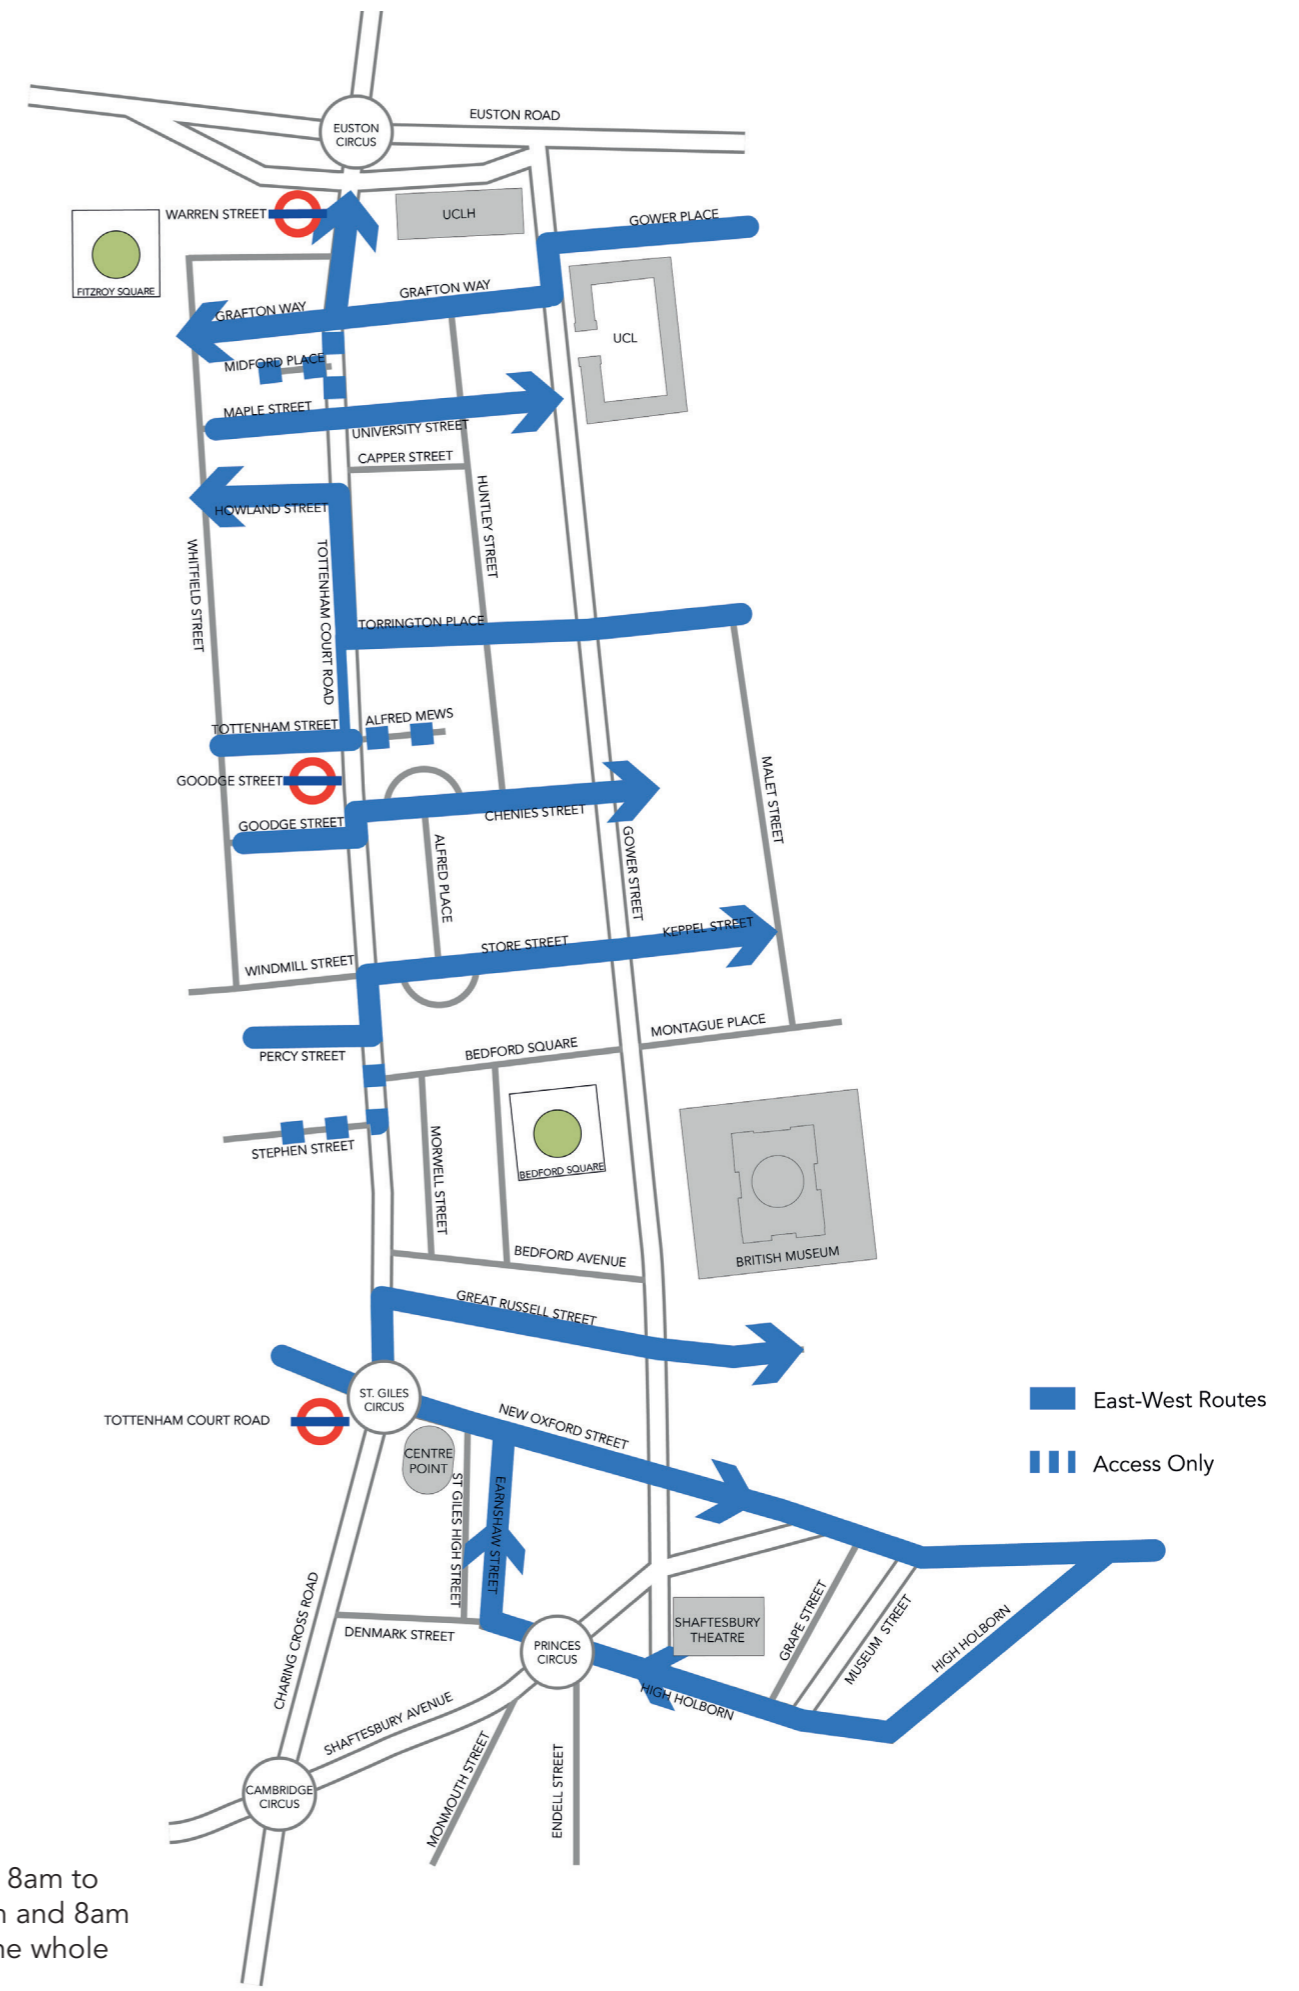 EUSTON ROAD
EUSTON
CIRCUS
WARREN STREET
UCLH
GOWER PLACE
FITZROY SQUARE
GRAFTON WAY
GRAFTON WAY
UCL
MIDFORD PLACE
MAPLE STREET
UNIVERSITY STREET
CAPPER STREET
HUNTLEY STREET
HOWLAND STREET
WHITFIELD STREET
TOTTENHAM COURT ROAD
TORRINGTON PLACE
TOTTENHAM STREET
ALFRED MEWS
GOODGE STREET
MALET STREET
GOODGE STREET
CHENIES STREET
ALFRED PLACE
GOWER STREET
KEPPEL STREET
STORE STREET
WINDMILL STREET
MONTAGUE PLACE
PERCY STREET
BEDFORD SQUARE
STEPHEN STREET
MORWELL STREET
BEDFORD SQUARE
BEDFORD AVENUE
BRITISH MUSEUM
GREAT RUSSELL STREET
ST. GILES
CIRCUS
TOTTENHAM COURT ROAD
NEW OXFORD STREET
East-West Routes
CENTRE
POINT
Access Only
ST GILES HIGH STREET
EARNSHAW STREET
CHARING CROSS ROAD
DENMARK STREET
PRINCES
CIRCUS
SHAFTESBURY
THEATRE
GRAPE STREET
MUSEUM STREET
HIGH HOLBORN
HIGH HOLBORN
SHAFTESBURY AVENUE
MONMOUTH STREET
ENDELL STREET
CAMBRIDGE
CIRCUS
8am to
and 8am
whole